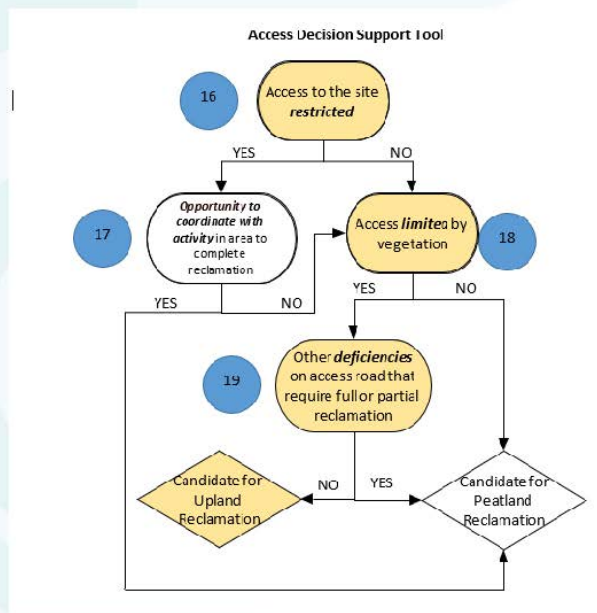 Access Decision Support Tool
16
Access to the site
restricted
YES
NO
17
Opportunity to
coordinate with
activity in area to
complete
reclamation
Access limited by
vegetation
18
YES
NO
YES
NO
19
Other deficiencies
on access road that
require full or partial
reclamation
Candidate for
Upland
Reclamation
NO
YES
Candidate for
Peatland
Reclamation